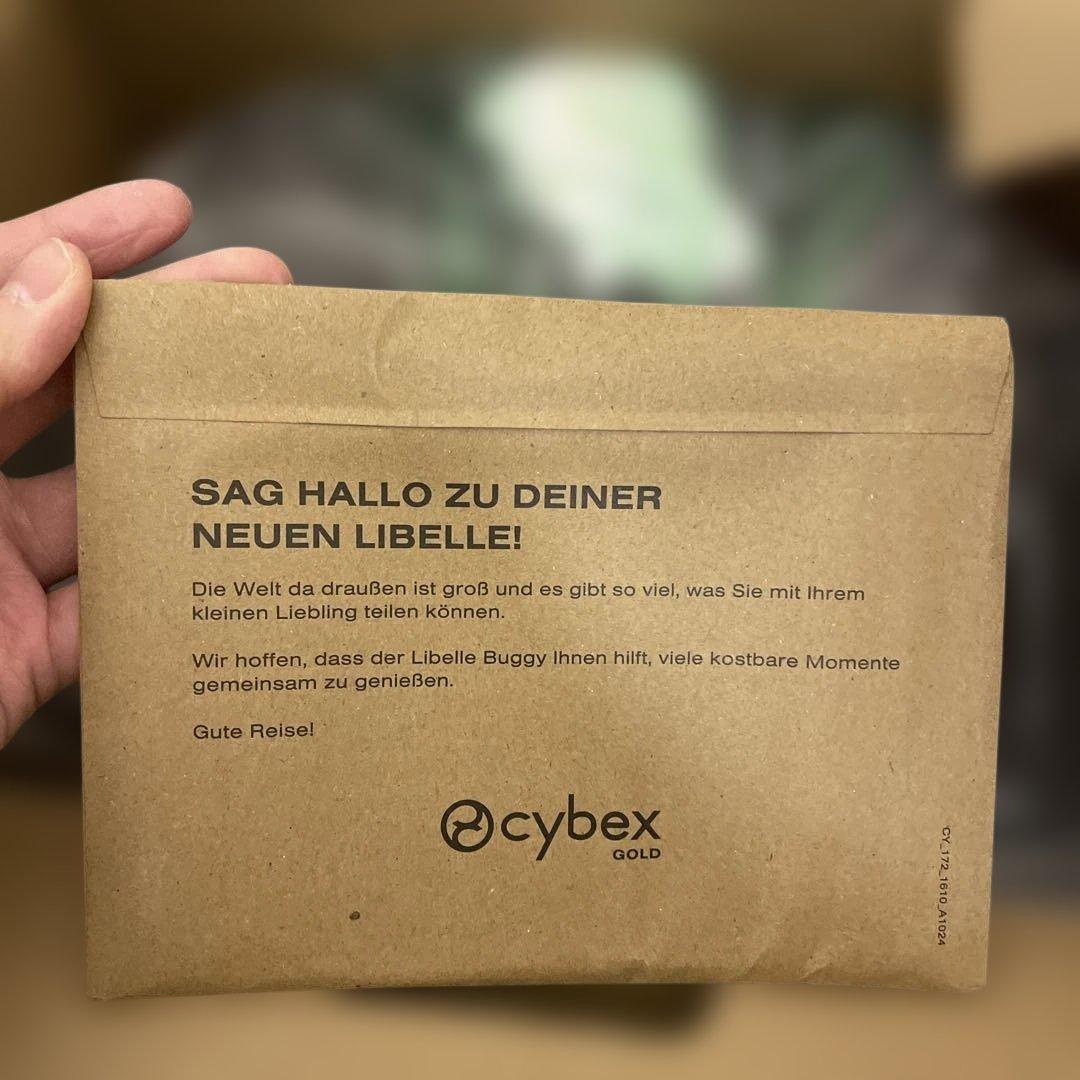 SAG HALLO ZU DEINER
NEUEN LIBELLE!
Die Welt da draußen ist groß und es gibt so viel, was Sie mit Ihrem
kleinen Liebling teilen können.
Wir hoffen, dass der Libelle Buggy Ihnen hilft, viele kostbare Momente
gemeinsam zu genießen.
Gute Reise!
cybex
GOLD
CY_172_1610_A1024